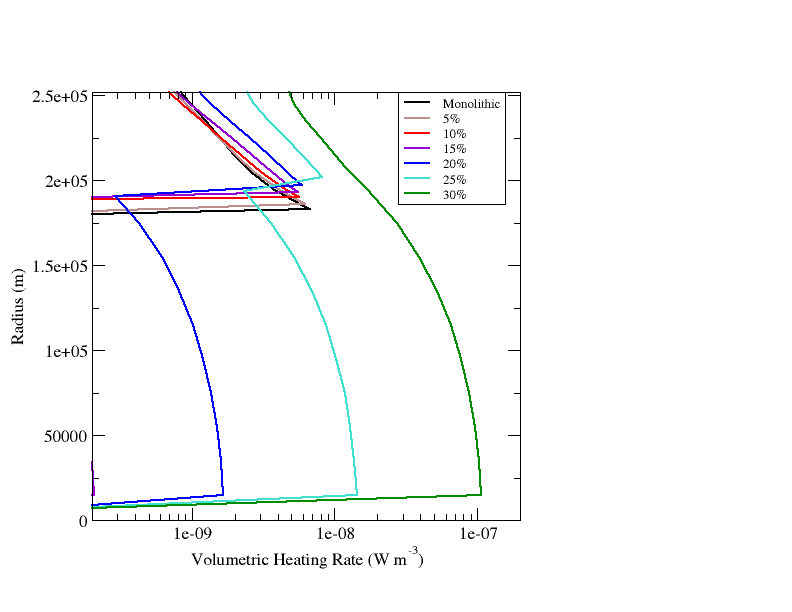 2.5e+05
2e+05
1.5e+05
1e+05
50000
0
Radius (m)
1e-09
1e-08
1e-07
Volumetric Heating Rate (W m-3)
Monolithic
5%
10%
15%
20%
25%
30%